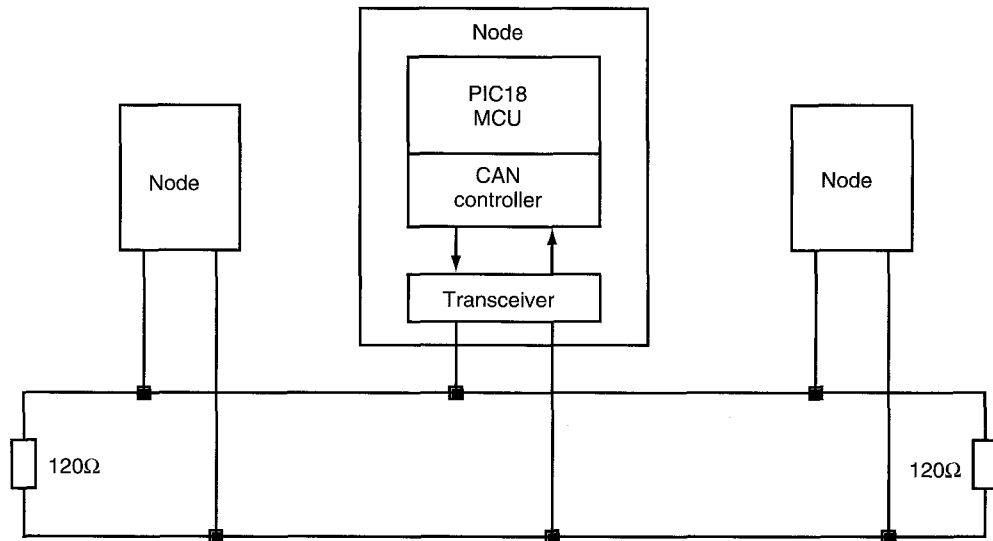 Node
PIC18
MCU
Node
CAN
controller
Node
Transceiver
120Ω
120Ω